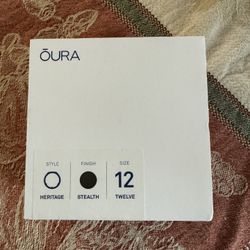 ŌURA
STYLE FINISH SIZE
12
HERITAGE STEALTH TWELVE